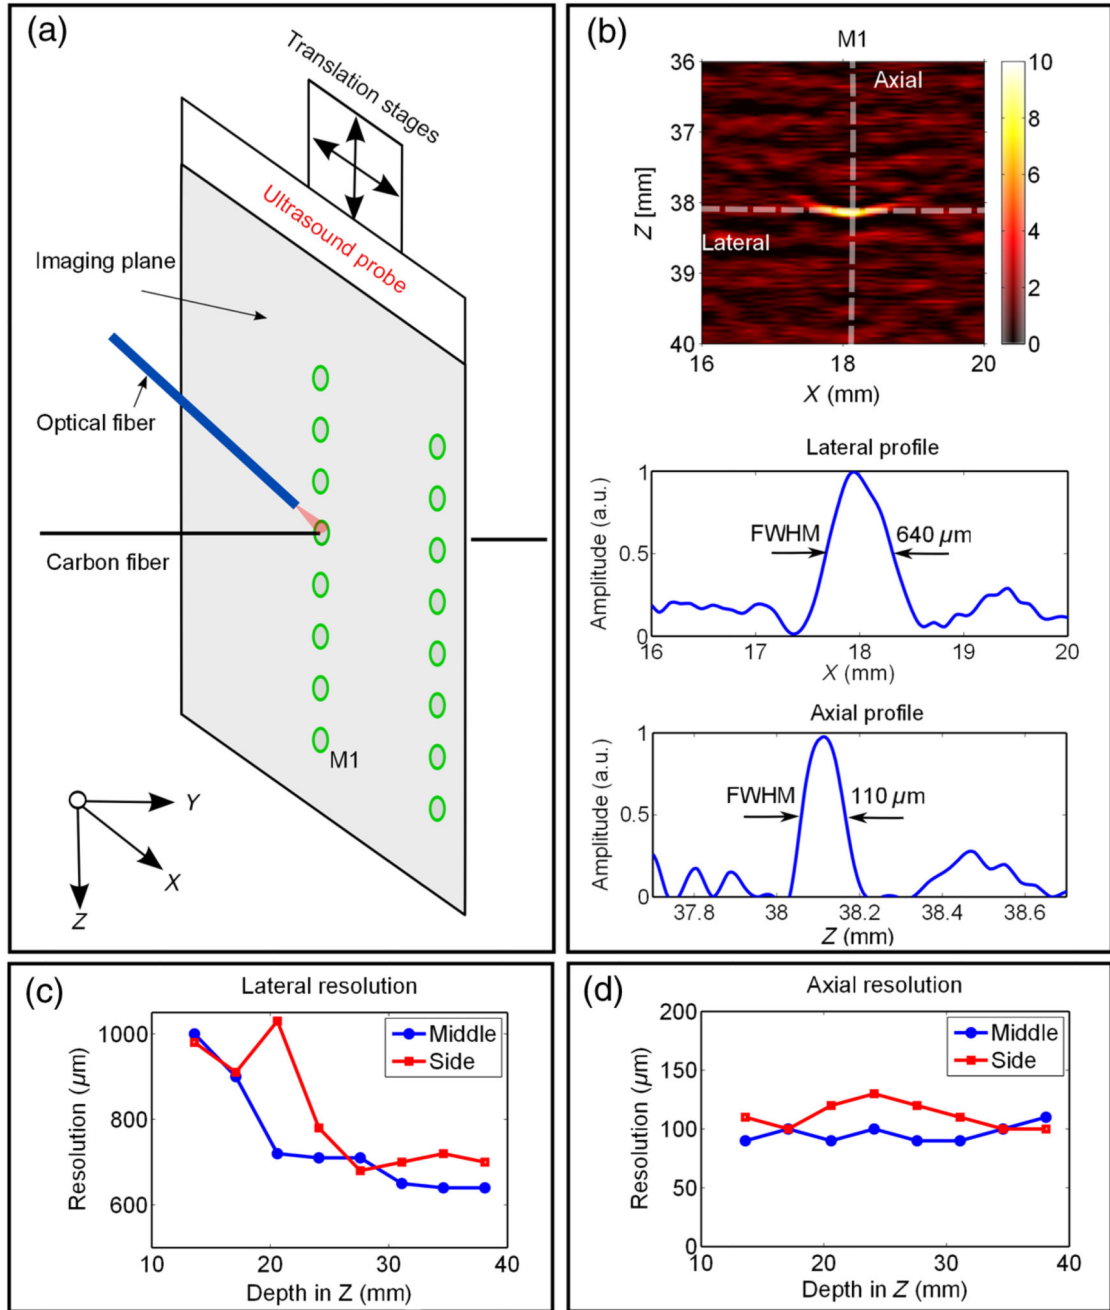 (a)
Translation stages
Ultrasound probe
Imaging plane
Optical fiber
Carbon fiber
M1
Y
X
Z
(b)
M1
Axial
Lateral
36
37
38
39
40
Z [mm]
16
18
20
X (mm)
10
8
6
4
2
0
Lateral profile
Amplitude (a.u.)
1
0.5
0
FWHM
640 µm
16
17
18
19
20
X (mm)
Axial profile
Amplitude (a.u.)
1
0.5
0
FWHM
110 µm
37.8
38
38.2
38.4
38.6
Z (mm)
(c)
Lateral resolution
Resolution (µm)
1000
800
600
Middle
Side
10
20
30
40
Depth in Z (mm)
(d)
Axial resolution
Resolution (µm)
200
150
100
50
0
Middle
Side
10
20
30
40
Depth in Z (mm)